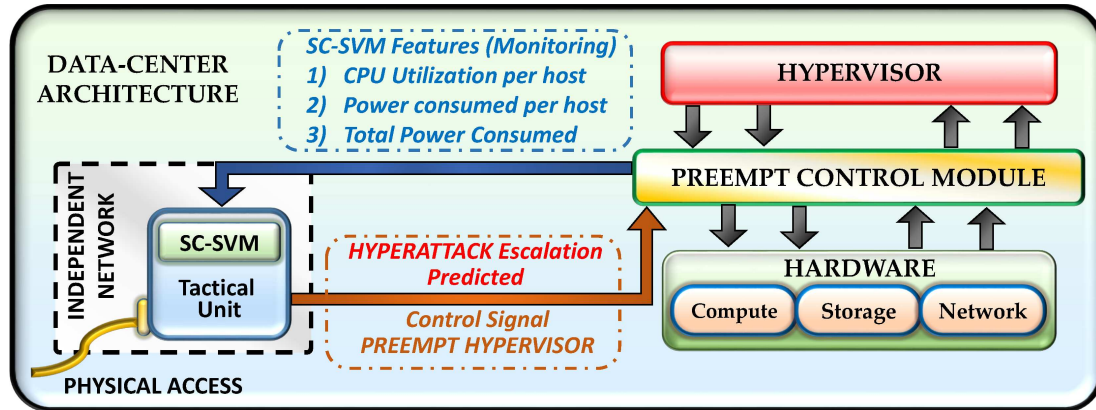 DATA-CENTER
ARCHITECTURE
SC-SVM Features (Monitoring)
1) CPU Utilization per host
2) Power consumed per host
3) Total Power Consumed
HYPERVISOR
PREEMPT CONTROL MODULE
HARDWARE
Compute
Storage
Network
INDEPENDENT
NETWORK
SC-SVM
Tactical
Unit
HYPERATTACK Escalation
Predicted
Control Signal
PREEMPT HYPERVISOR
PHYSICAL ACCESS